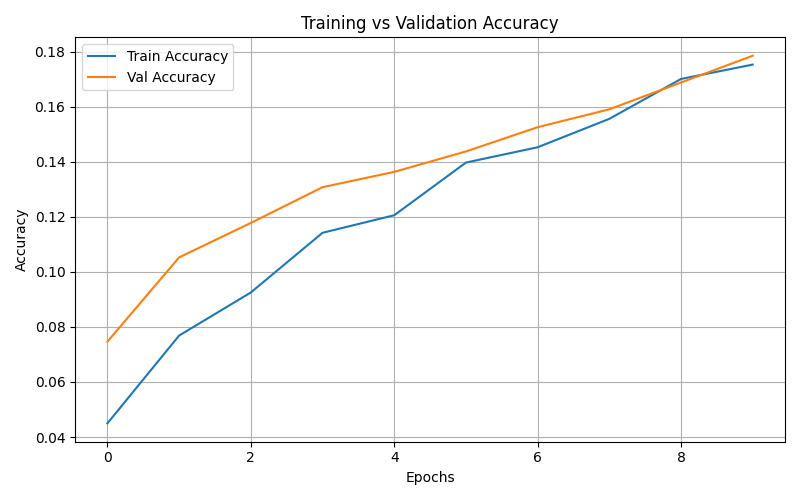 Training vs Validation Accuracy
Train Accuracy
Val Accuracy
0.18
0.16
0.14
0.12
0.10
0.08
0.06
0.04
Accuracy
0 2 4 6 8
Epochs